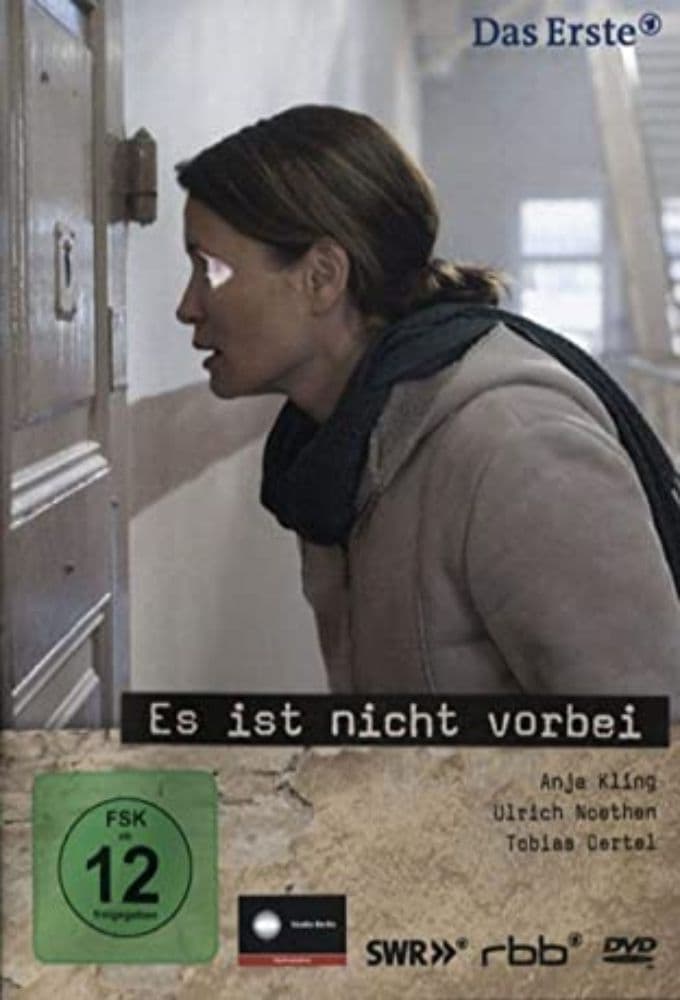 Das Erste
Es ist nicht vorbei
Anja Kling
Ulrich Noethen
Tobias Oertel
FSK
ab
12
freigegeben
SWR»
rbb
DVD